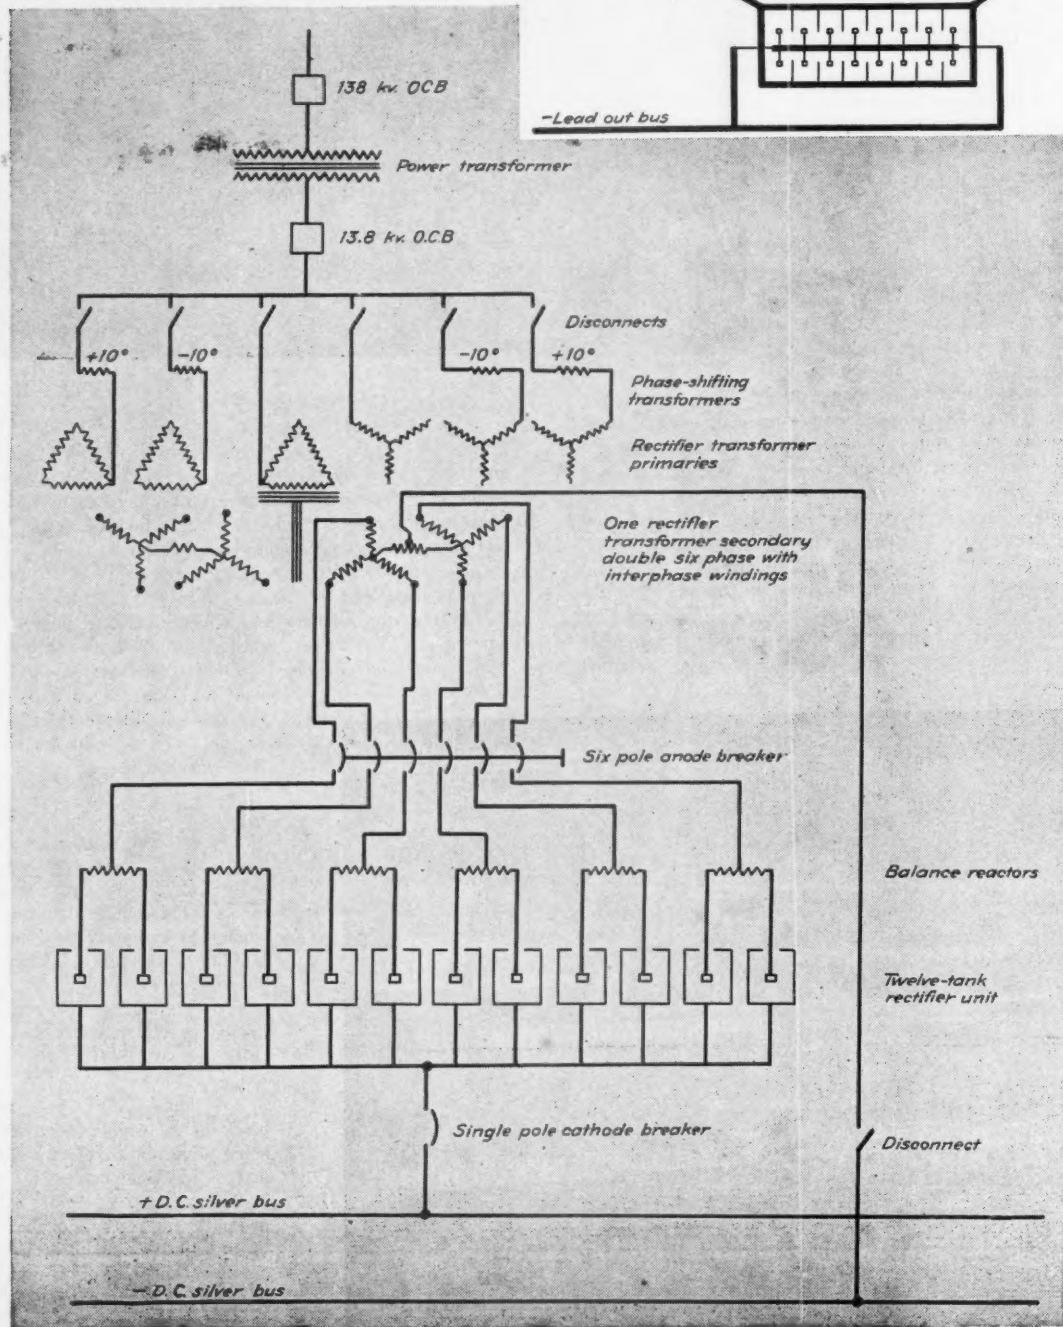 138 kv. OCB
-Lead out bus
Power transformer
13.8 kv. O.CB
Disconnects
+10°
-10°
-10°
+10°
Phase-shifting
transformers
Rectifier transformer
primaries
One rectifier
transformer secondary
double six phase with
interphase windings
Six pole anode breaker
Balance reactors
Twelve-tank
rectifier unit
Single pole cathode breaker
Disconnect
+ D.C. silver bus
- D.C. silver bus